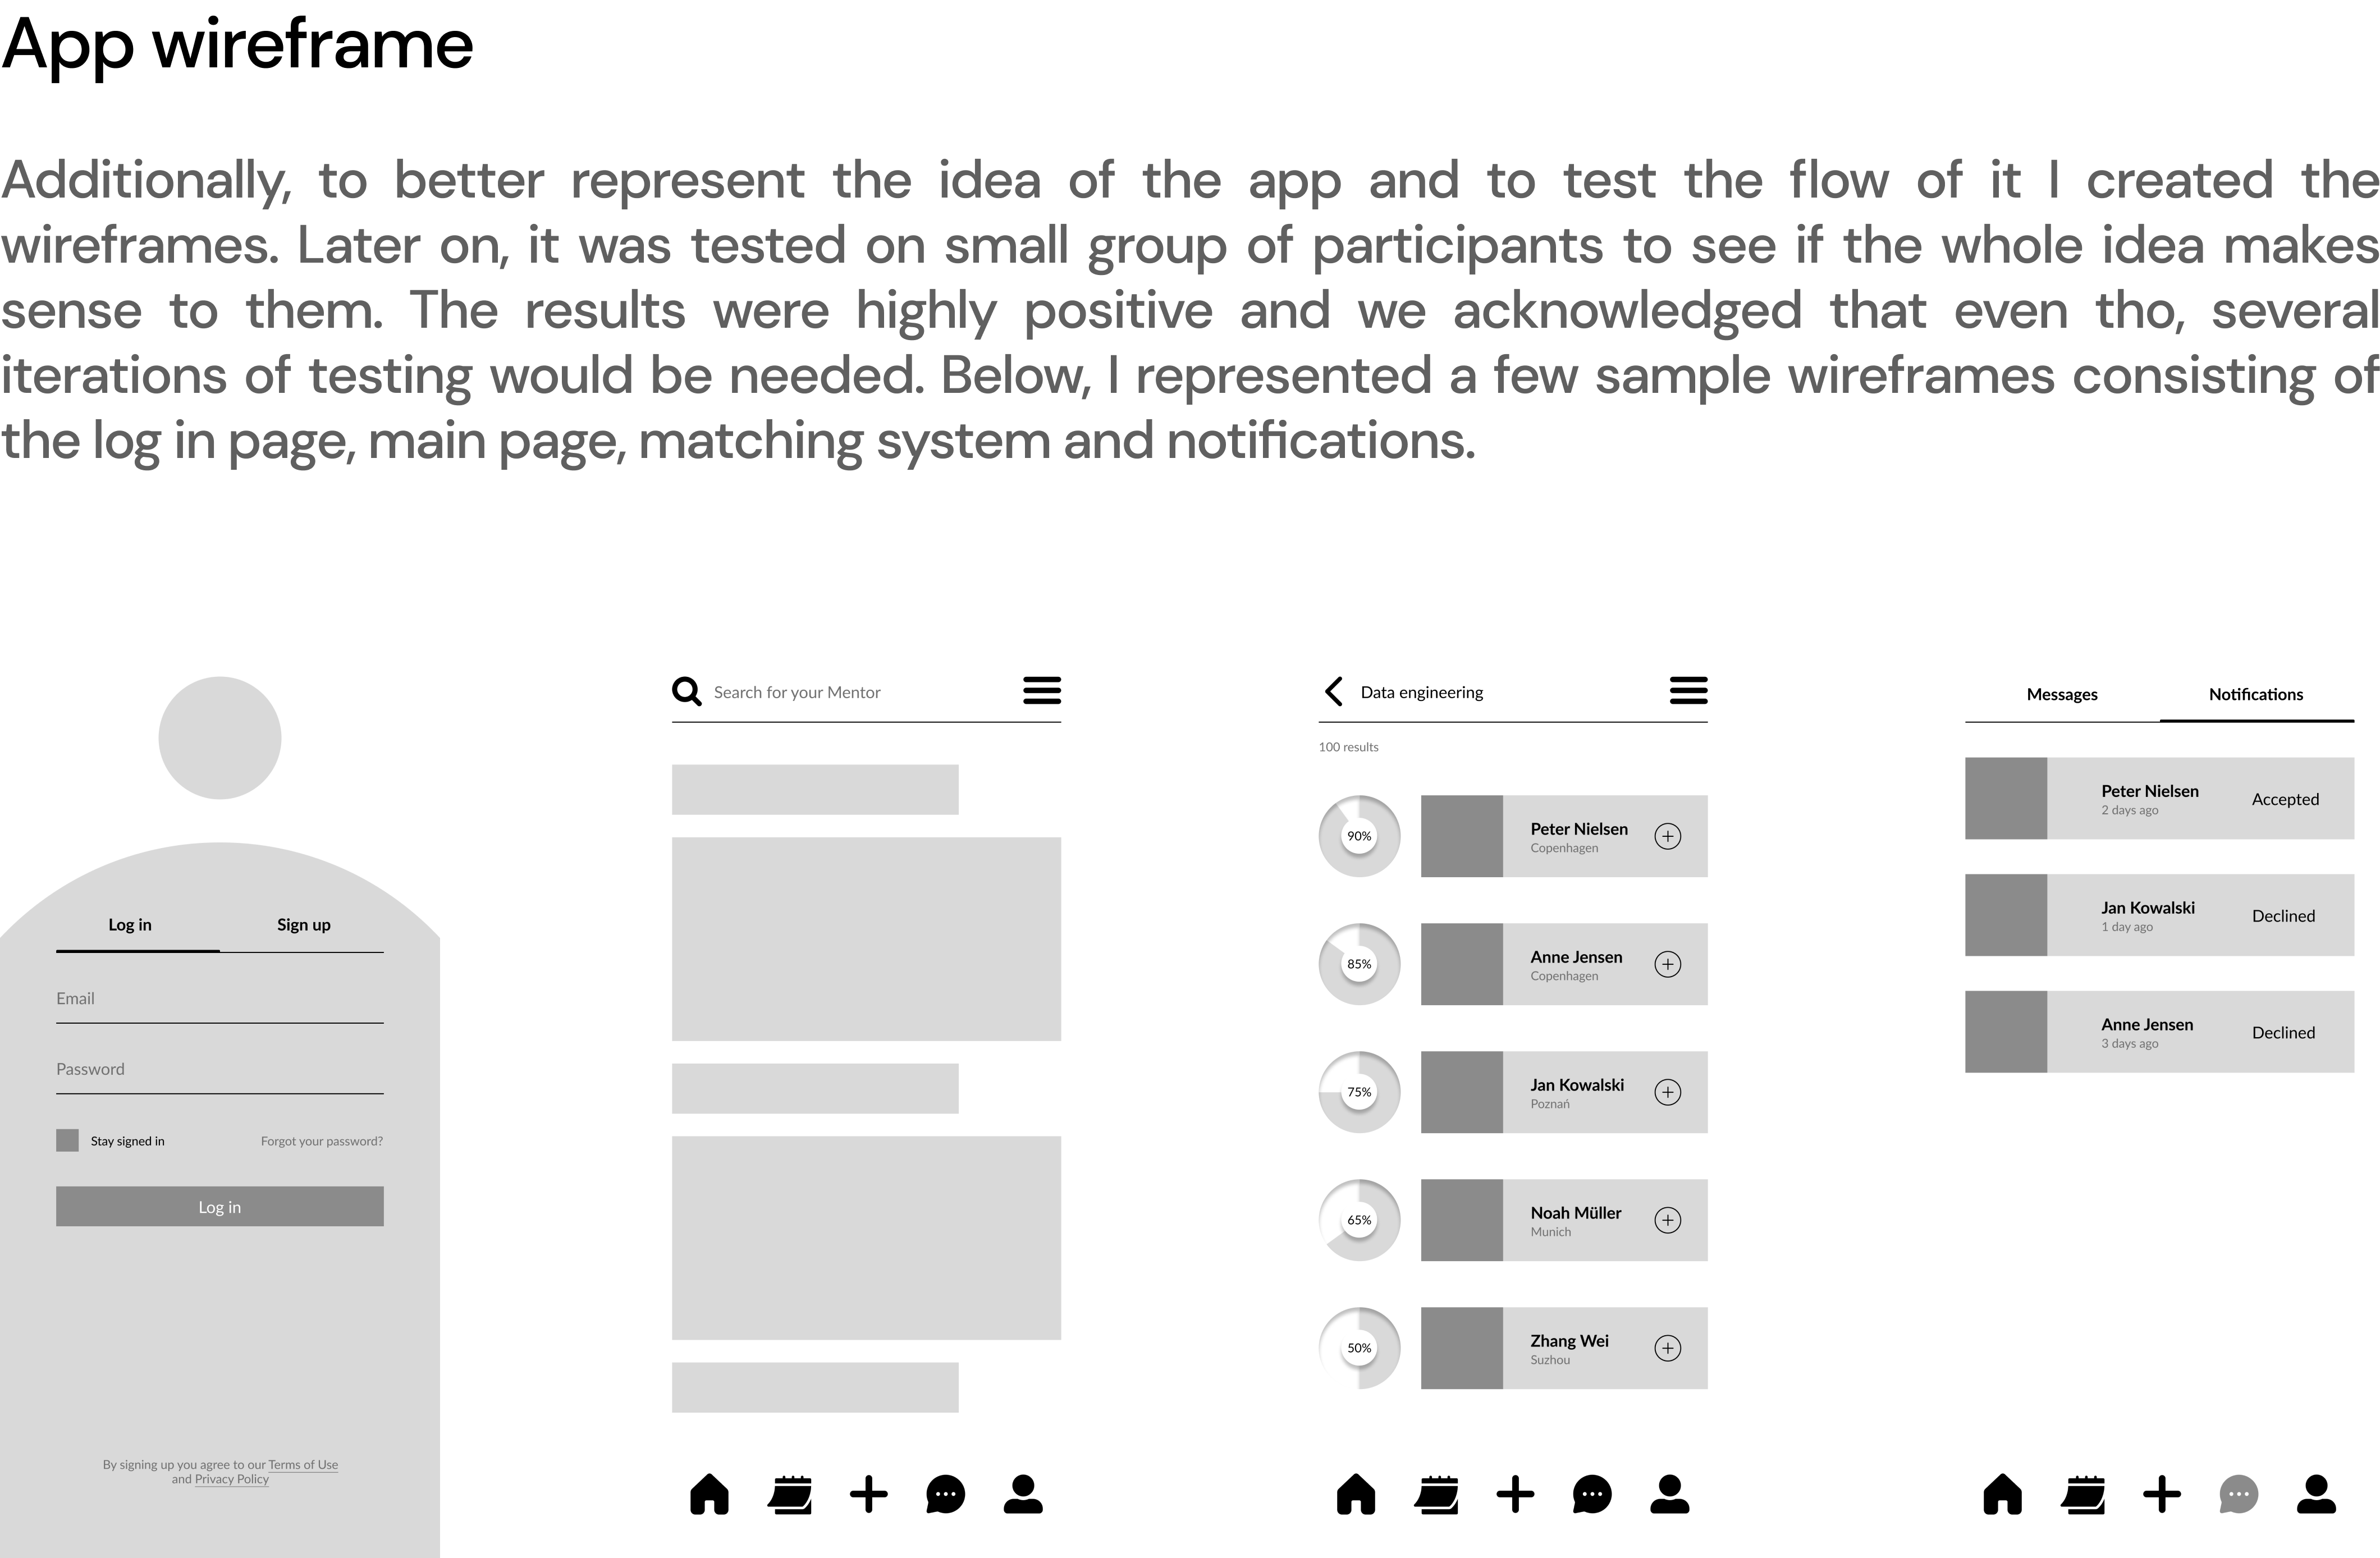 App wireframe
Additionally, to better represent the idea of the app and to test the flow of it I created the
wireframes. Later on, it was tested on small group of participants to see if the whole idea makes
sense to them. The results were highly positive and we acknowledged that even tho, several
iterations of testing would be needed. Below, I represented a few sample wireframes consisting of
the log in page, main page, matching system and notifications.
Log in
Sign up
Email
Password
Stay signed in
Forgot your password?
Log in
By signing up you agree to our Terms of Use
and Privacy Policy
Search for your Mentor
Data engineering
100 results
90%
Peter Nielsen
Copenhagen
85%
Anne Jensen
Copenhagen
75%
Jan Kowalski
Poznań
65%
Noah Müller
Munich
50%
Zhang Wei
Suzhou
Messages
Notifications
Peter Nielsen
2 days ago
Accepted
Jan Kowalski
1 day ago
Declined
Anne Jensen
3 days ago
Declined